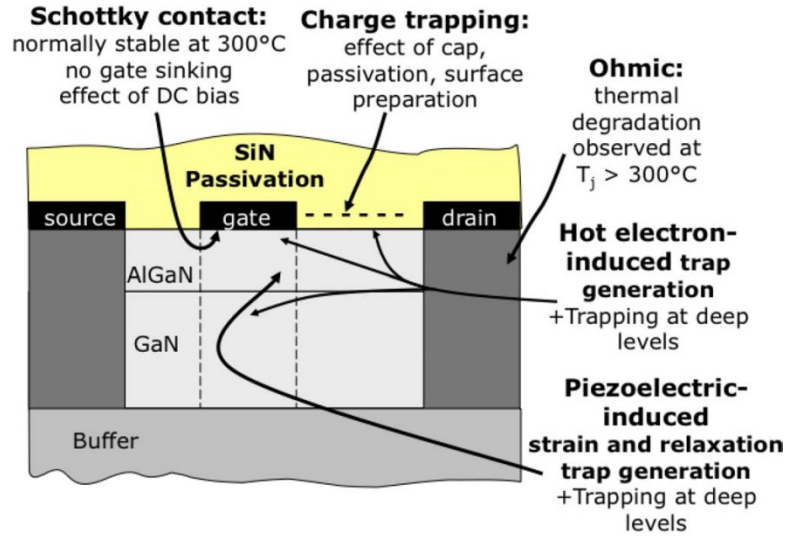 Schottky contact:
normally stable at 300°C
no gate sinking
effect of DC bias
Charge trapping:
effect of cap,
passivation, surface
preparation
Ohmic:
thermal
degradation
observed at
Tj > 300°C
SiN
Passivation
source
gate
drain
AlGaN
GaN
Buffer
Hot electron-
induced trap
generation
+Trapping at deep
levels
Piezoelectric-
induced
strain and relaxation
trap generation
+Trapping at deep
levels